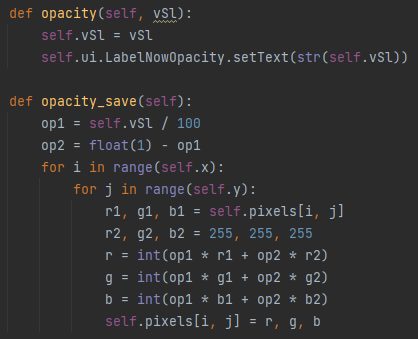 def opacity(self, vSl):
    self.vSl = vSl
    self.ui.LabelNowOpacity.setText(str(self.vSl))

def opacity_save(self):
    op1 = self.vSl / 100
    op2 = float(1) - op1
    for i in range(self.x):
        for j in range(self.y):
            r1, g1, b1 = self.pixels[i, j]
            r2, g2, b2 = 255, 255, 255
            r = int(op1 * r1 + op2 * r2)
            g = int(op1 * g1 + op2 * g2)
            b = int(op1 * b1 + op2 * b2)
            self.pixels[i, j] = r, g, b